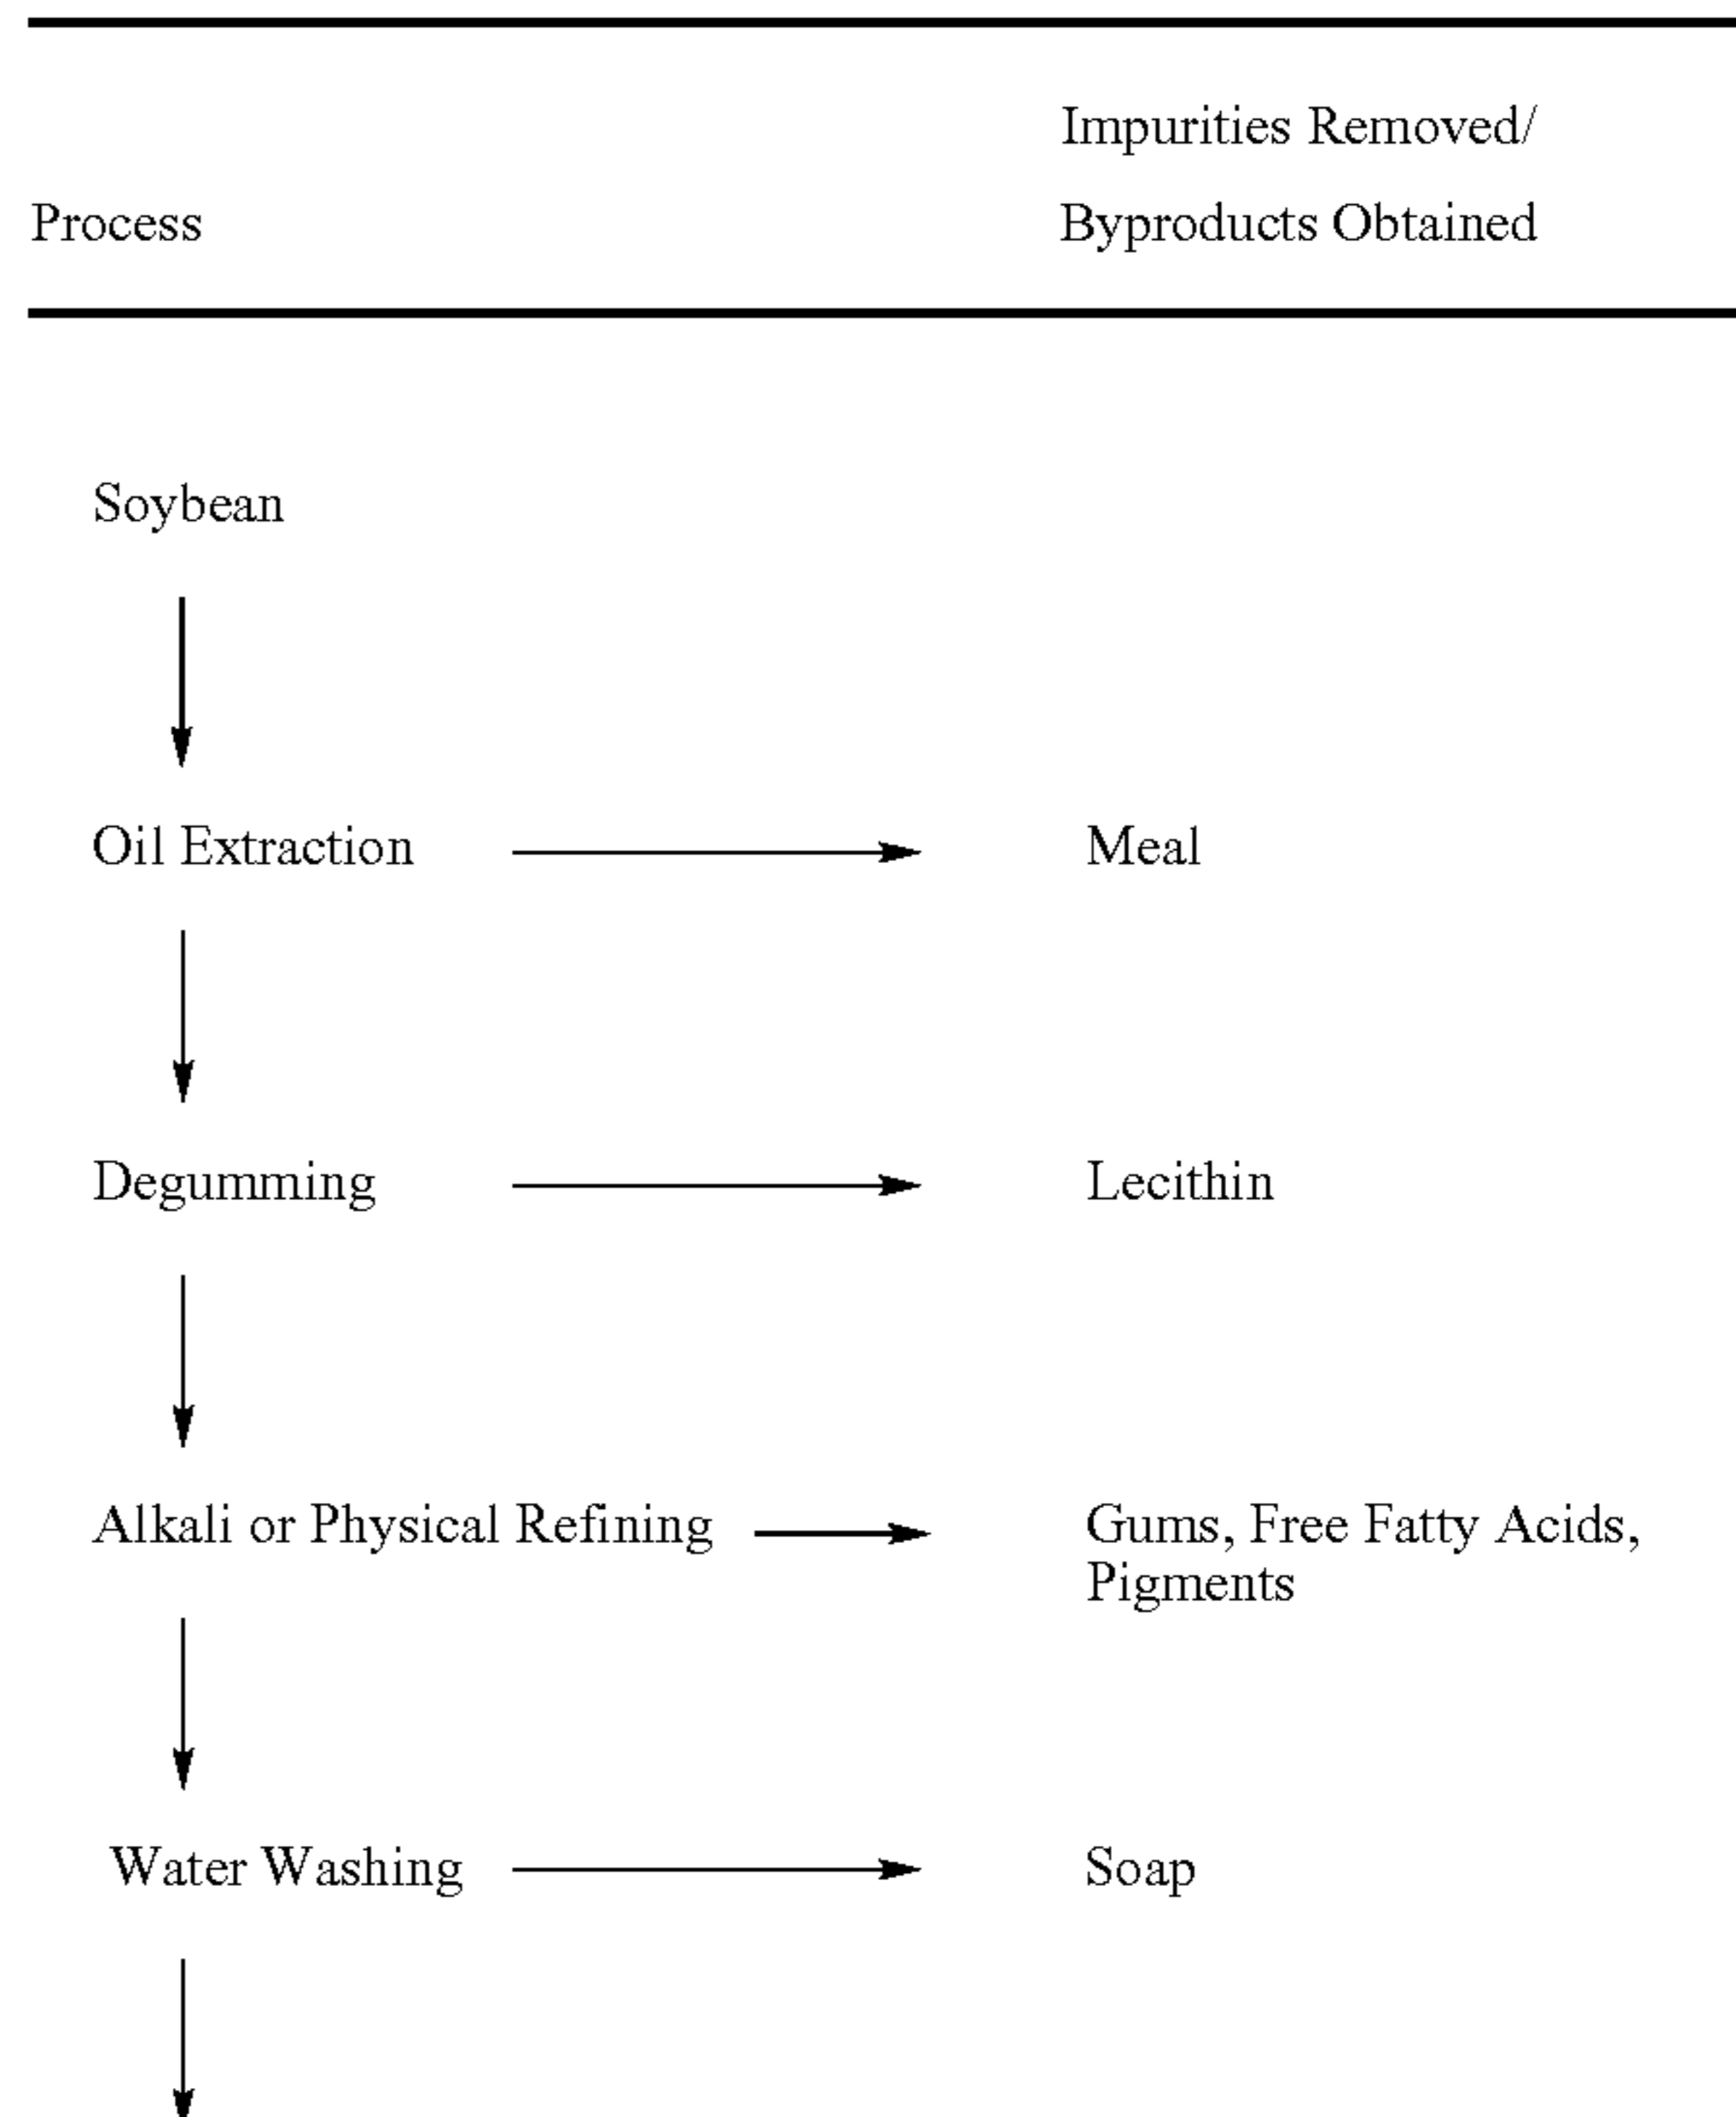 Impurities Removed/
Process Byproducts Obtained
Soybean
Oil Extraction Meal
Degumming Lecithin
Alkali or Physical Refining Gums, Free Fatty Acids,
Pigments
Water Washing Soap